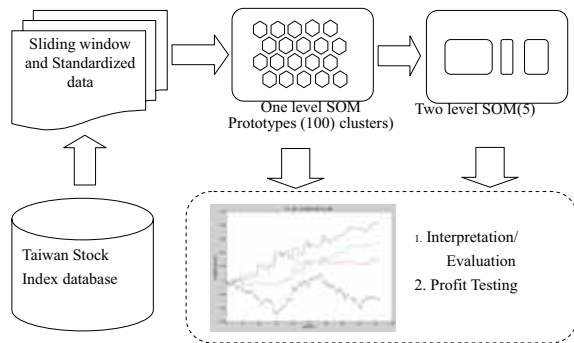 Sliding window
and Standardized
data
One level SOM
Prototypes (100) clusters)
Two level SOM(5)
Taiwan Stock
Index database
1. Interpretation/
Evaluation
2. Profit Testing